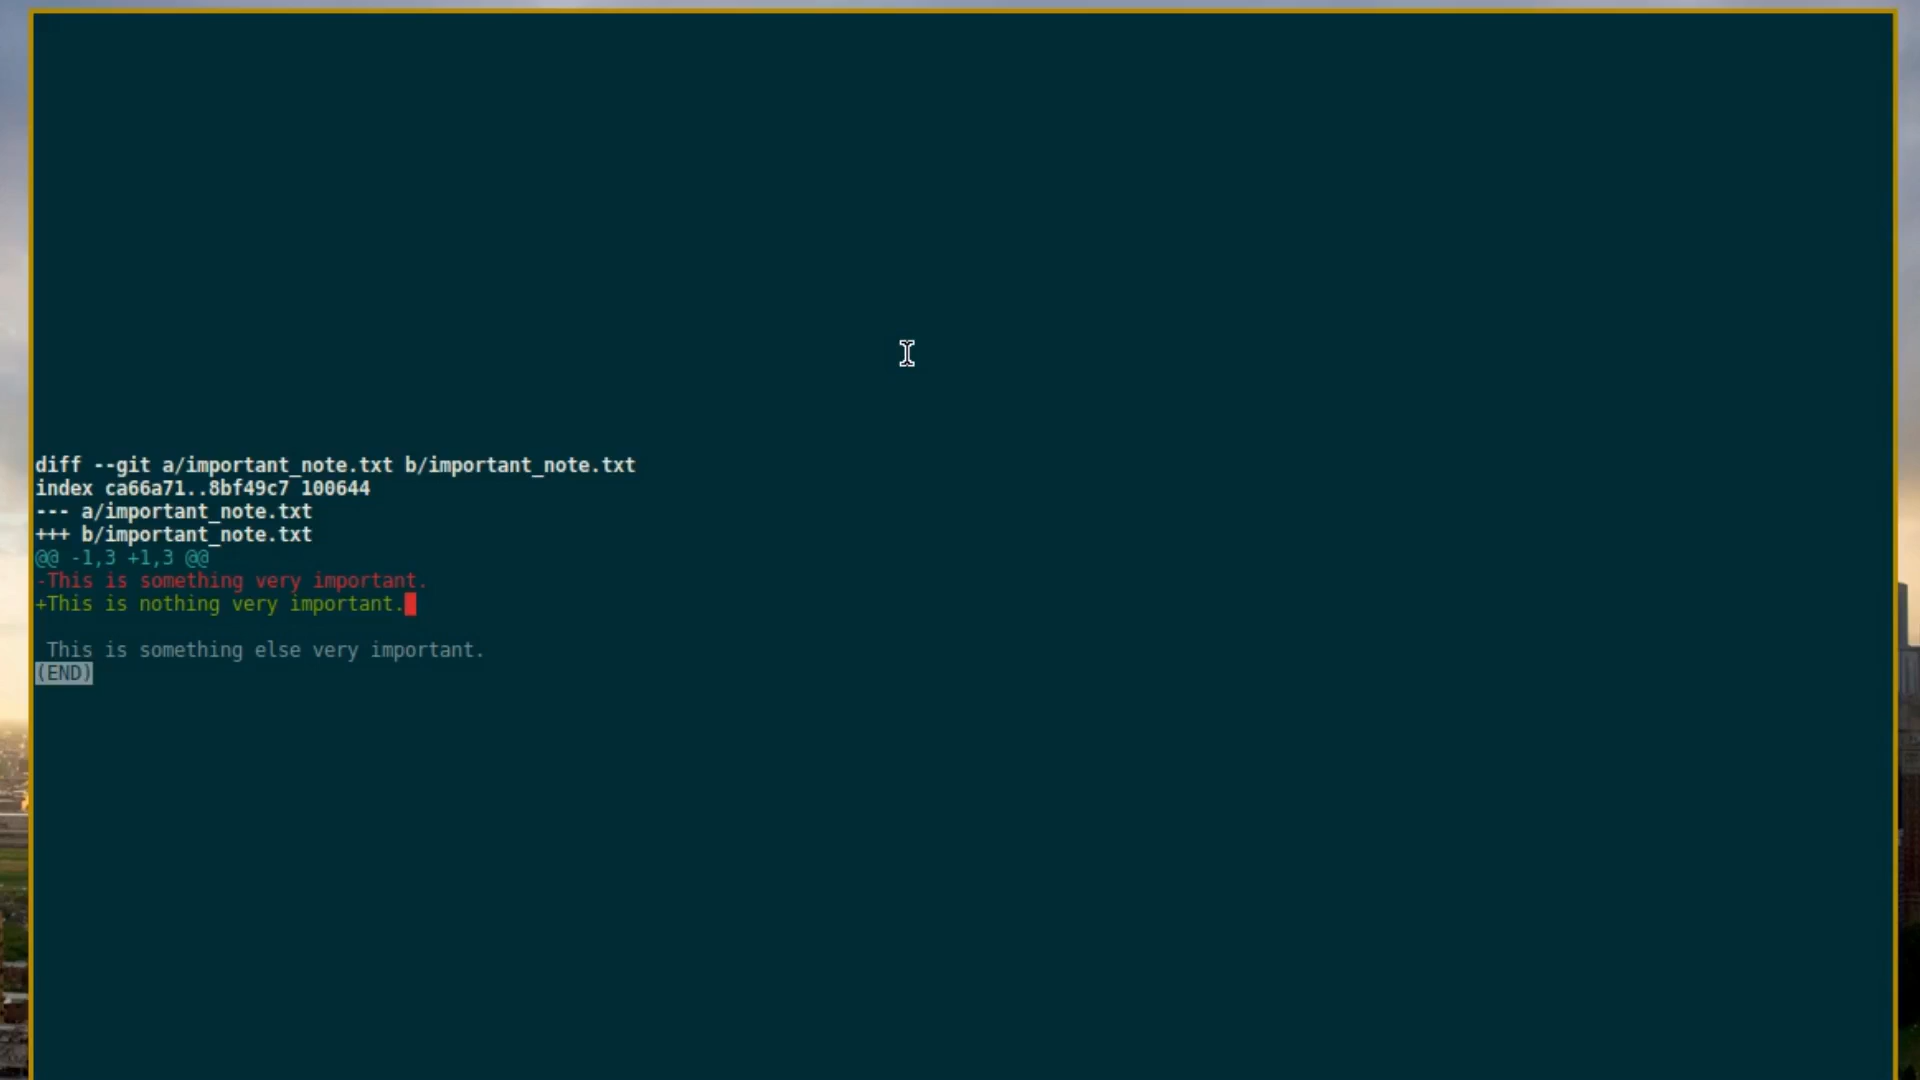 diff --git a/important_note.txt b/important_note.txt
index ca66a71..8bf49c7 100644
--- a/important_note.txt
+++ b/important_note.txt
@@ -1,3 +1,3 @@
-This is something very important.
+This is nothing very important.
This is something else very important.
(END)